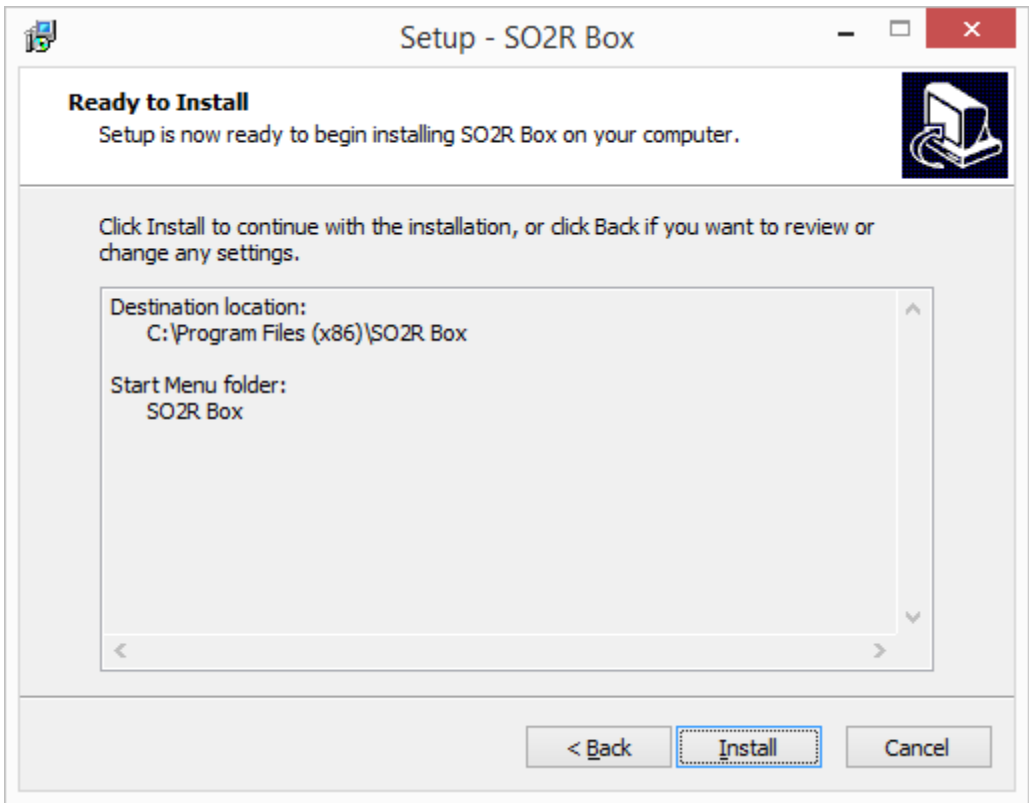 Setup - SO2R Box
Ready to Install
Setup is now ready to begin installing SO2R Box on your computer.
Click Install to continue with the installation, or click Back if you want to review or
change any settings.
Destination location:
C:\Program Files (x86)\SO2R Box
Start Menu folder:
SO2R Box
< Back
Install
Cancel